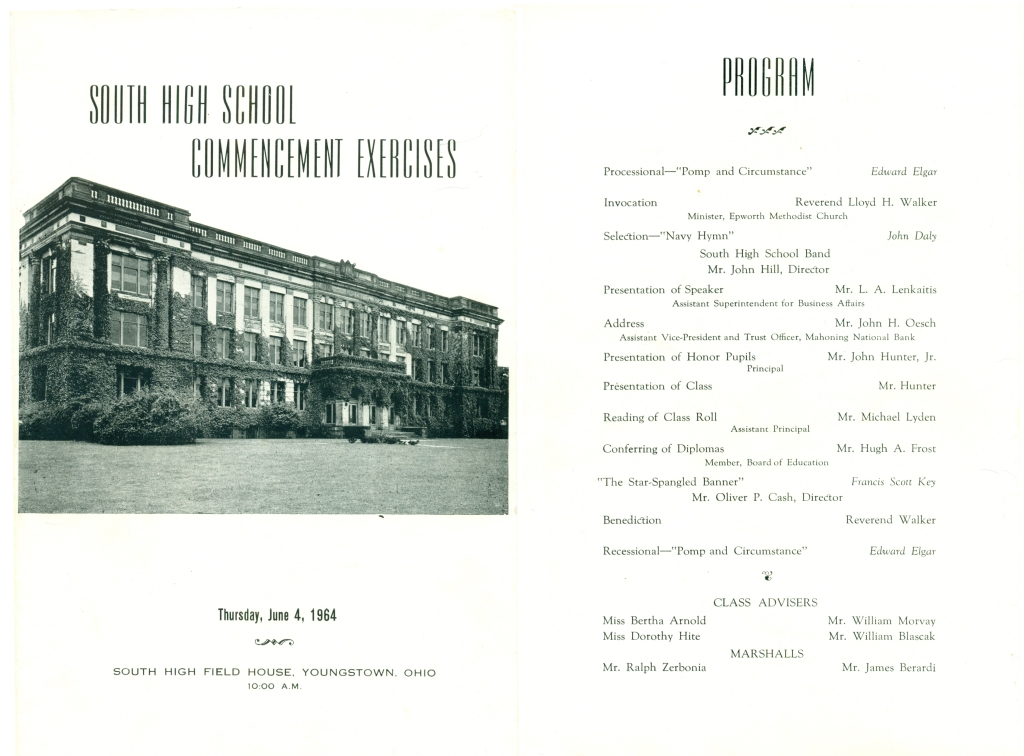 SOUTH HIGH SCHOOL
COMMENCEMENT EXERCISES
Thursday, June 4, 1964
SOUTH HIGH FIELD HOUSE, YOUNGSTOWN, OHIO
10:00 A.M.
PROGRAM
Processional—"Pomp and Circumstance" Edward Elgar
Invocation Reverend Lloyd H. Walker
Minister, Epworth Methodist Church
Selection—"Navy Hymn" John Daly
South High School Band
Mr. John Hill, Director
Presentation of Speaker Mr. L. A. Lenkaitis
Assistant Superintendent for Business Affairs
Address Mr. John H. Oesch
Assistant Vice-President and Trust Officer, Mahoning National Bank
Presentation of Honor Pupils Mr. John Hunter, Jr.
Principal
Presentation of Class Mr. Hunter
Reading of Class Roll Mr. Michael Lyden
Assistant Principal
Conferring of Diplomas Mr. Hugh A. Frost
Member, Board of Education
"The Star-Spangled Banner" Francis Scott Key
Mr. Oliver P. Cash, Director
Benediction Reverend Walker
Recessional—"Pomp and Circumstance" Edward Elgar
CLASS ADVISERS
Miss Bertha Arnold Mr. William Morvay
Miss Dorothy Hite Mr. William Blascak
MARSHALLS
Mr. Ralph Zerbonia Mr. James Berardi